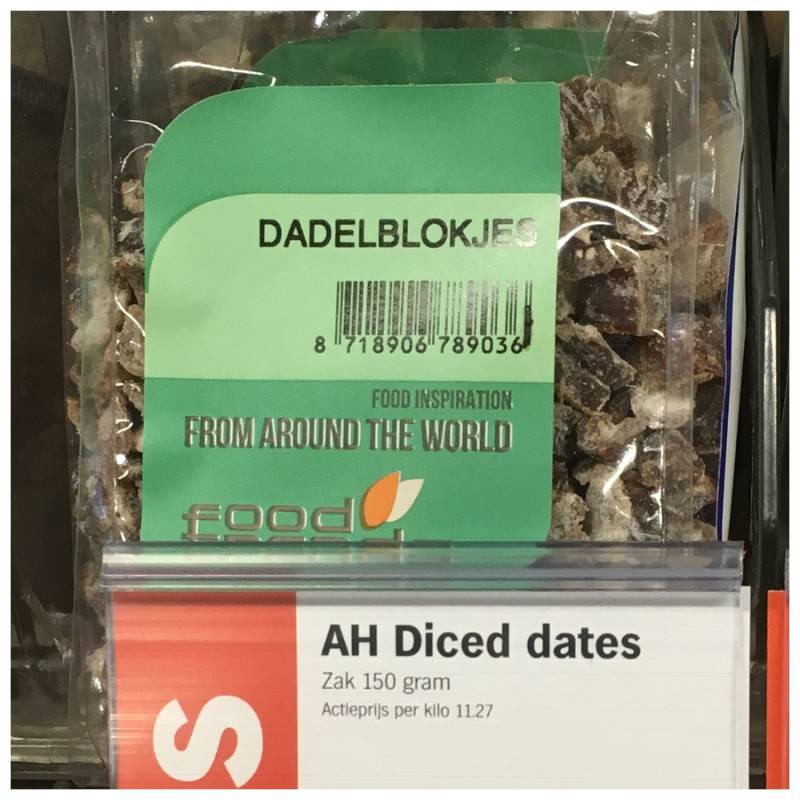 DADELBLOKJES
8 718906 789036
FOOD INSPIRATION
FROM AROUND THE WORLD
food
AH Diced dates
Zak 150 gram
Actieprijs per kilo 11.27
S